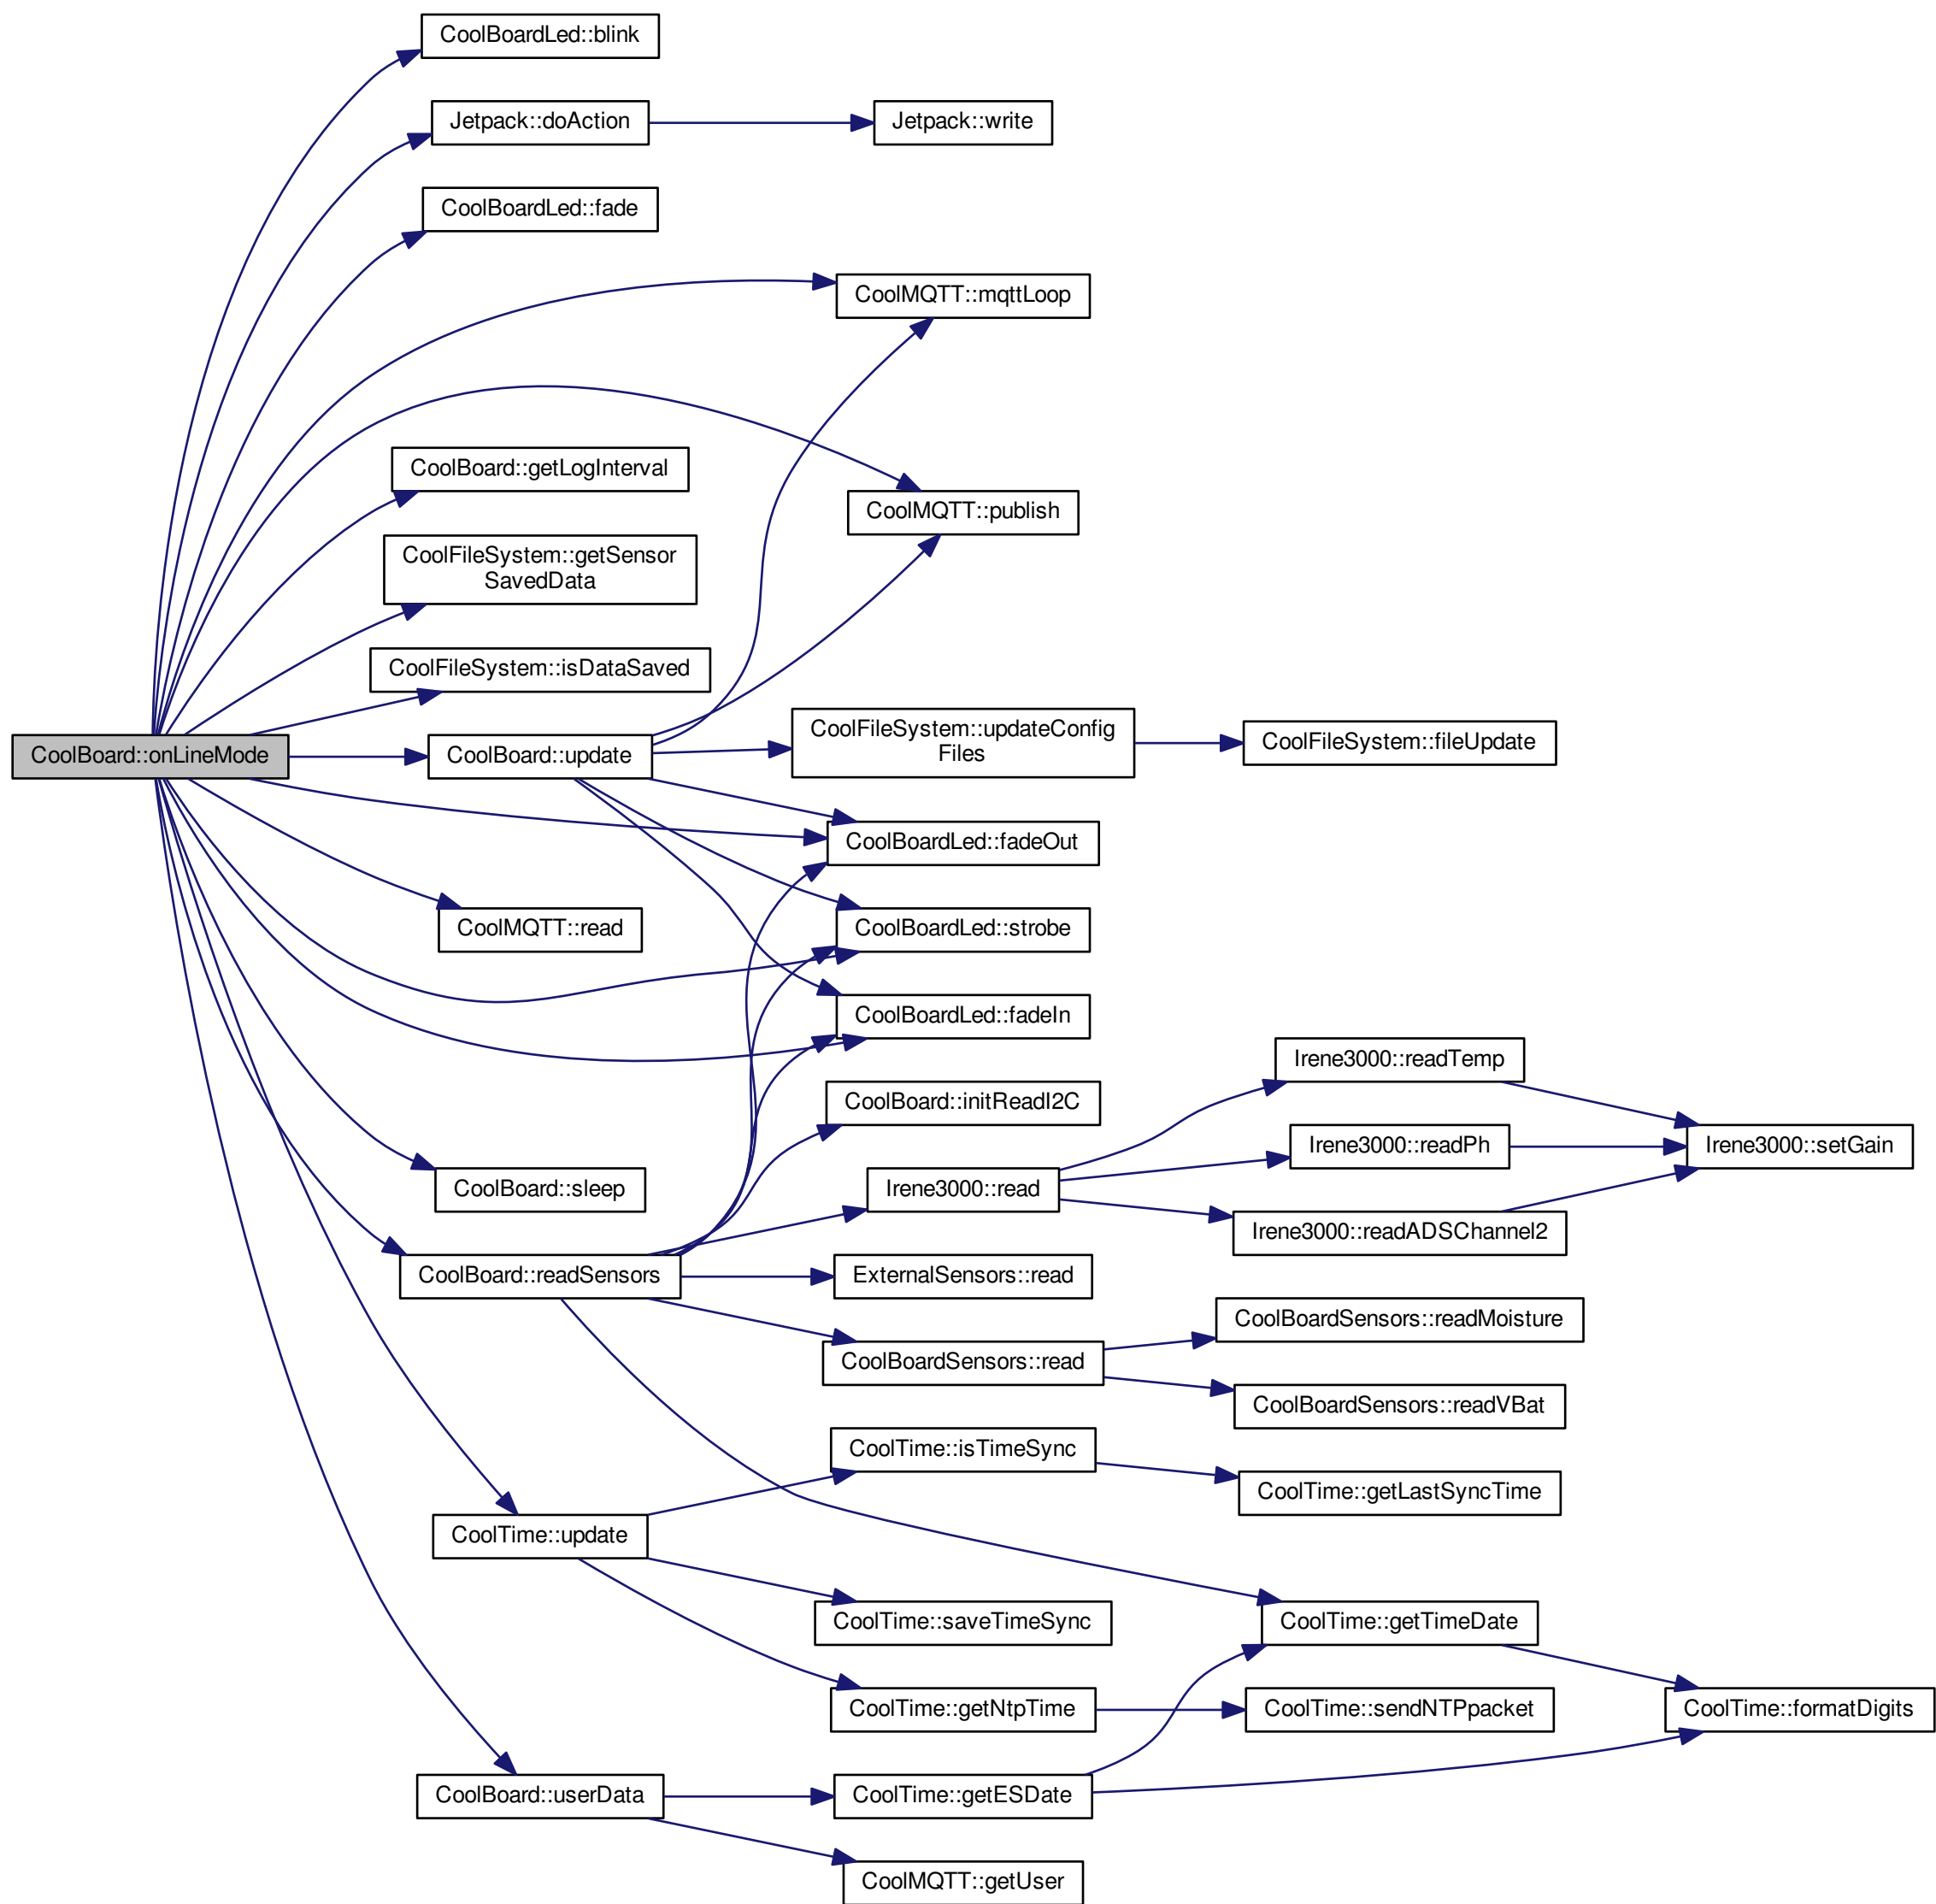 CoolBoardLed::blink
Jetpack::doAction
Jetpack::write
CoolBoardLed::fade
CoolMQTT::mqttLoop
CoolBoard::getLogInterval
CoolMQTT::publish
CoolFileSystem::getSensor
SavedData
CoolFileSystem::isDataSaved
CoolBoard::onLineMode
CoolBoard::update
CoolFileSystem::updateConfig
Files
CoolFileSystem::fileUpdate
CoolBoardLed::fadeOut
CoolMQTT::read
CoolBoardLed::strobe
CoolBoardLed::fadeIn
Irene3000::readTemp
CoolBoard::initReadI2C
Irene3000::readPh
Irene3000::setGain
CoolBoard::sleep
Irene3000::read
Irene3000::readADSChannel2
CoolBoard::readSensors
ExternalSensors::read
CoolBoardSensors::readMoisture
CoolBoardSensors::read
CoolBoardSensors::readVBat
CoolTime::isTimeSync
CoolTime::getLastSyncTime
CoolTime::update
CoolTime::saveTimeSync
CoolTime::getTimeDate
CoolTime::getNtpTime
CoolTime::sendNTPpacket
CoolTime::formatDigits
CoolBoard::userData
CoolTime::getESDate
CoolMQTT::getUser